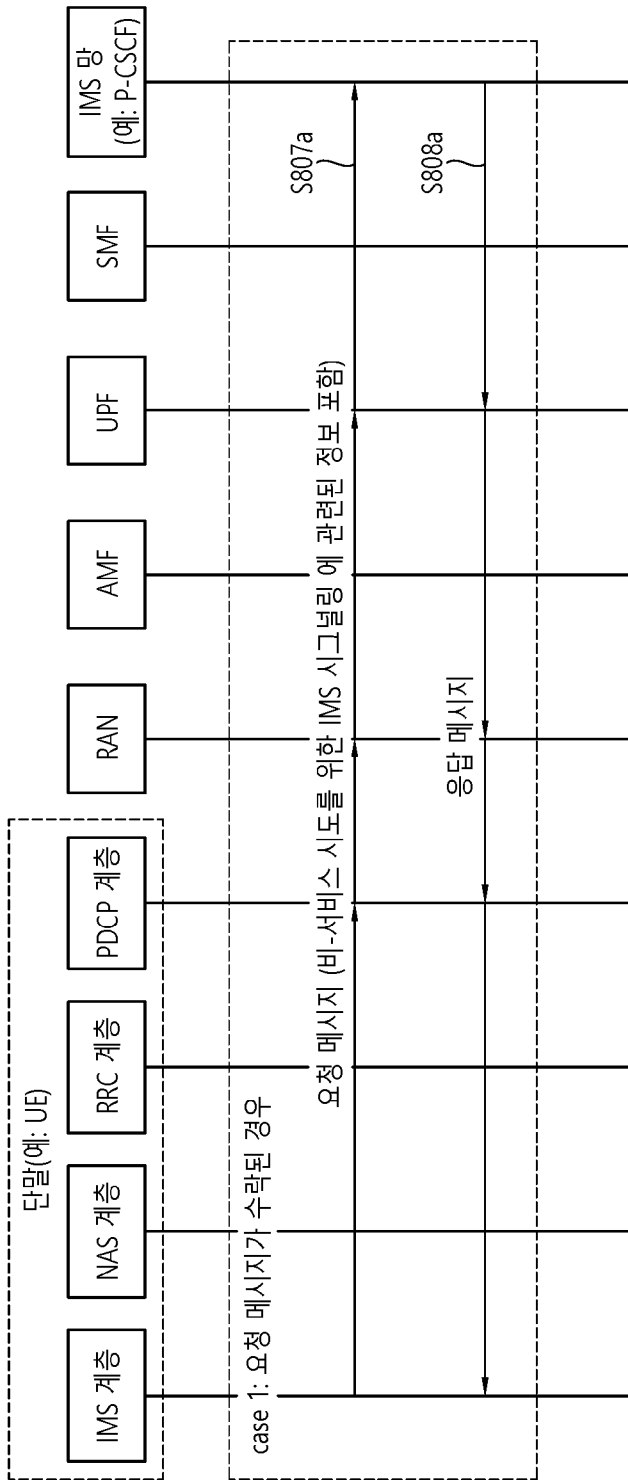 단말(예: UE)
IMS 계층
NAS 계층
RRC 계층
PDCP 계층
RAN
AMF
UPF
SMF
IMS 망
(예: P-CSCF)
case 1: 요청 메시지가 수락된 경우
요청 메시지 (비-서비스 시도를 위한 IMS 시그널링 에 관련된 정보 포함)
S807a
응답 메시지
S808a